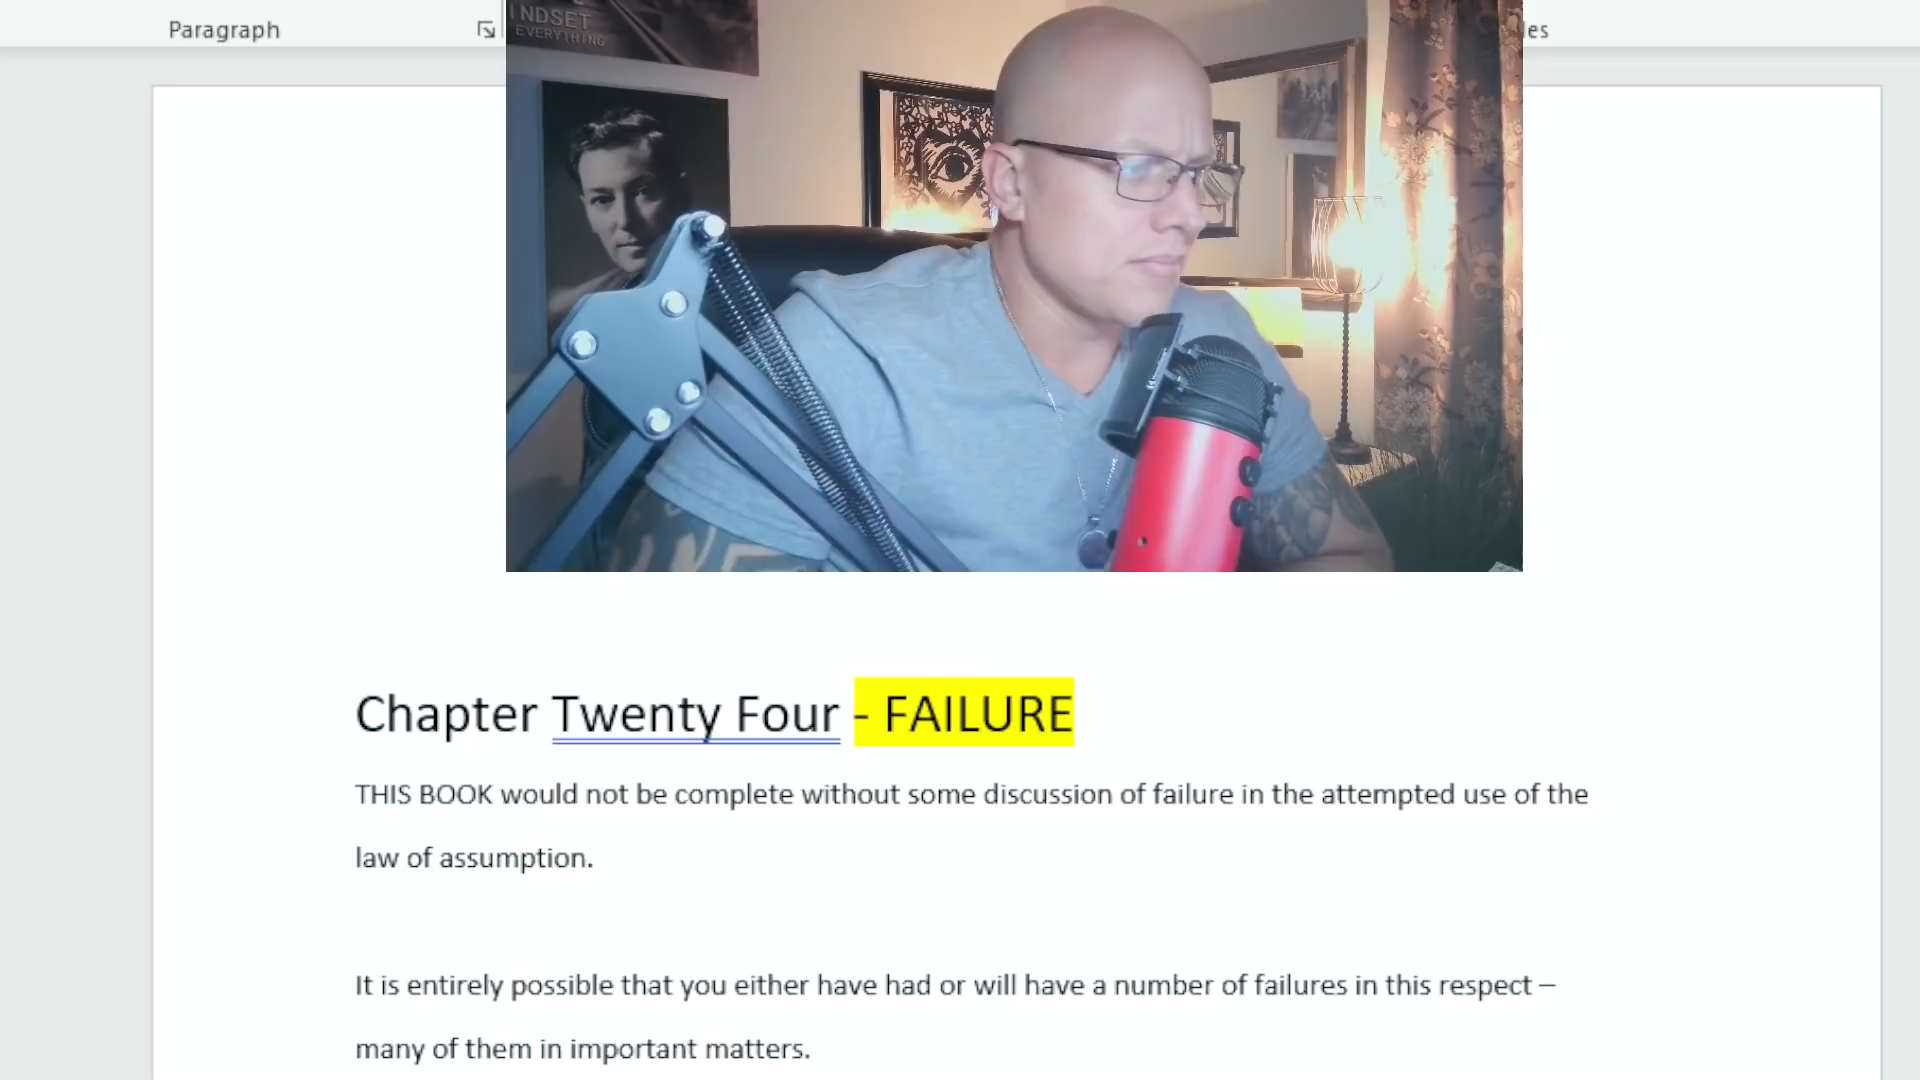 Paragraph
INDSET
EVERYTHING
les
Chapter Twenty Four - FAILURE
THIS BOOK would not be complete without some discussion of failure in the attempted use of the
law of assumption.
It is entirely possible that you either have had or will have a number of failures in this respect –
many of them in important matters.